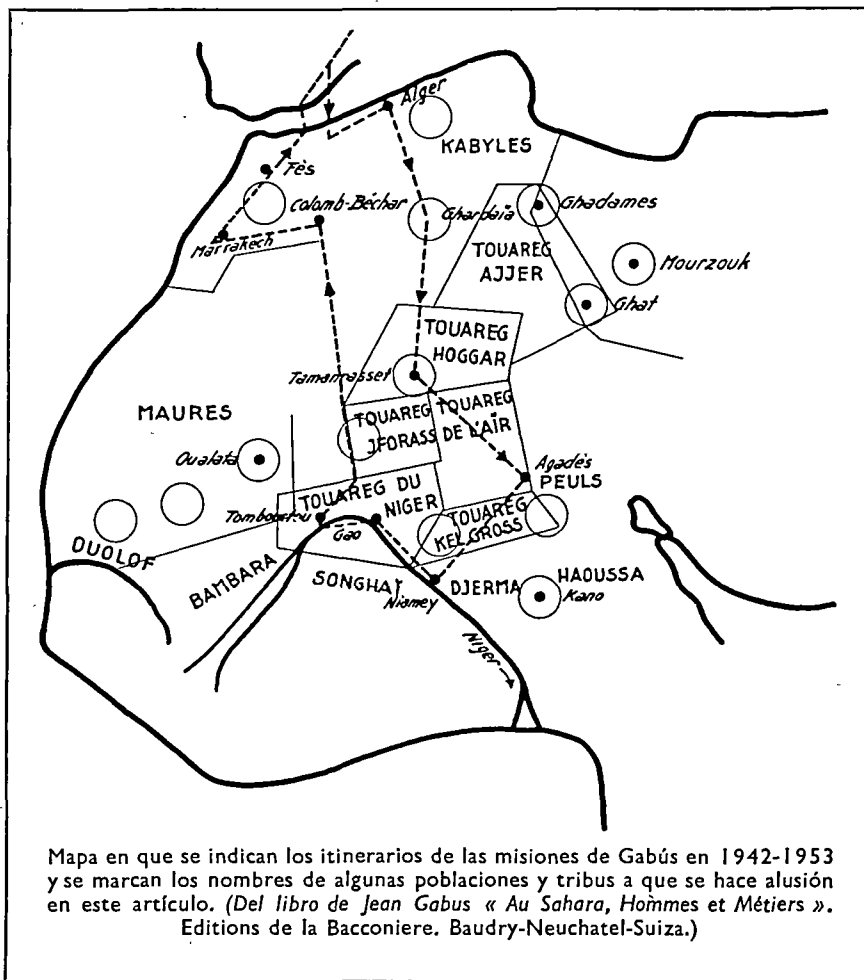 Alger
KABYLES
Fès
Colomb-Béchar
Ghardaïa
Ghadames
Marrakech
TOUAREG
AJJER
Mourzouk
Ghat
TOUAREG
HOGGAR
Tamanrasset
MAURES
TOUAREG
JFORASS
TOUAREG
DE L'AÏR
Oualata
Agadès
PEULS
TOUAREG DU
NIGER
Tombouctou
Gao
TOUAREG
KEL GROSS
OUOLOF
BAMBARA
SONGHAY
Niamey
DJERMA
HAOUSSA
Kano
Niger
Mapa en que se indican los itinerarios de las misiones de Gabús en 1942-1953
y se marcan los nombres de algunas poblaciones y tribus a que se hace alusión
en este artículo. (Del libro de Jean Gabus « Au Sahara, Hommes et Métiers ».
Editions de la Bacconiere. Baudry-Neuchatel-Suiza.)